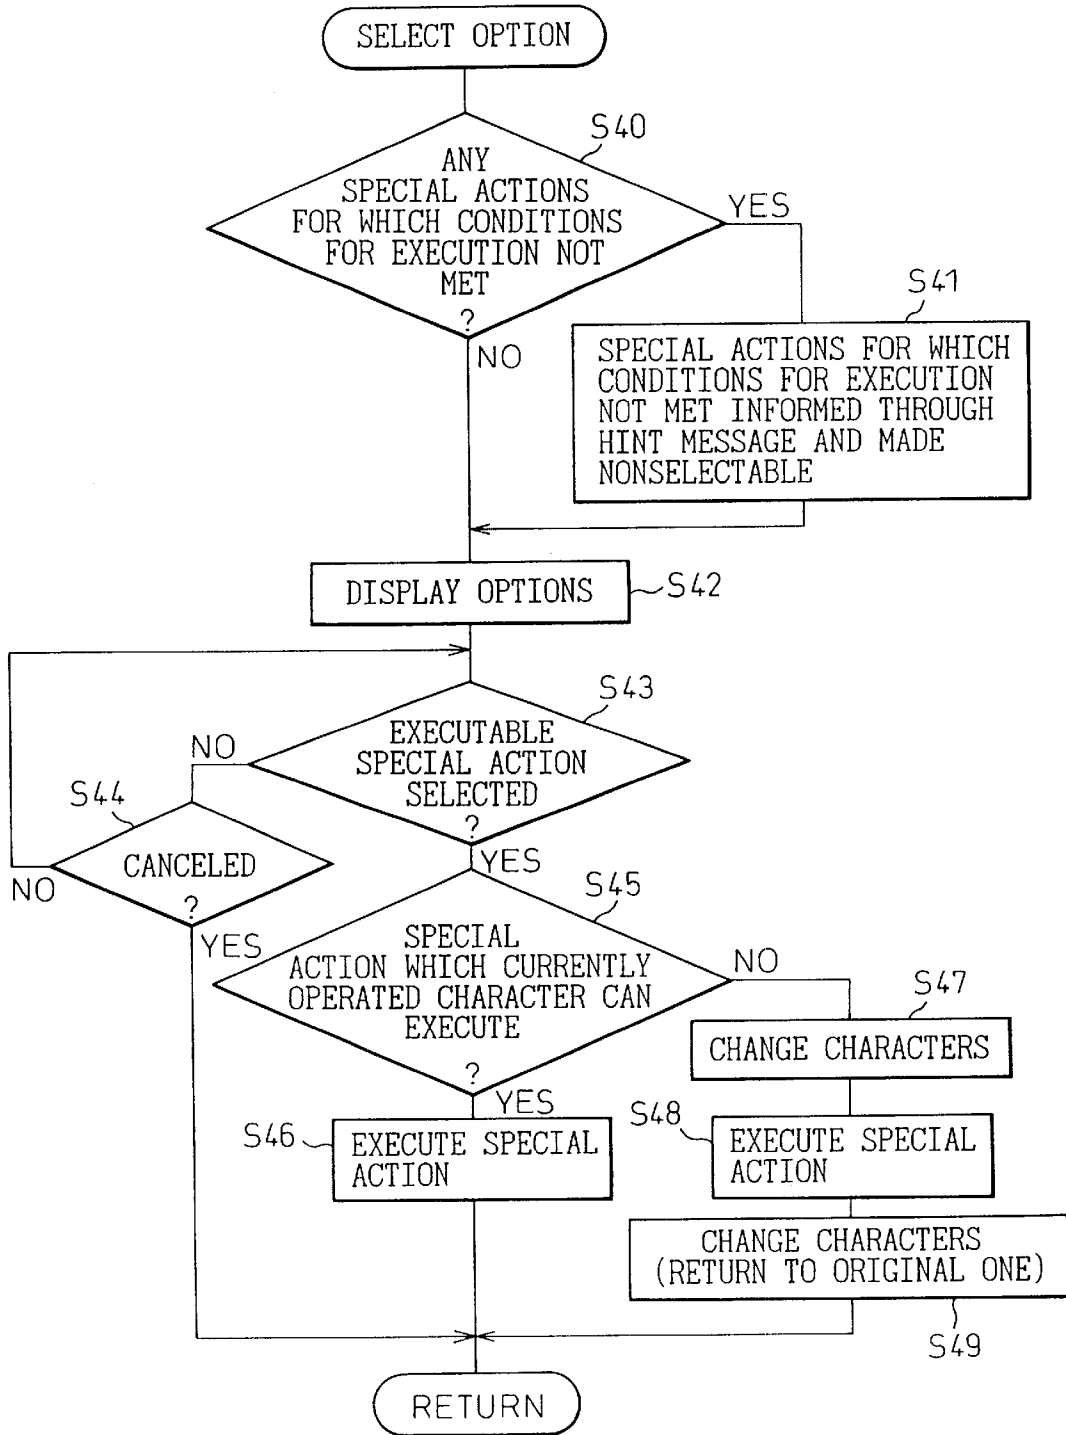 SELECT OPTION
S40
ANY
SPECIAL ACTIONS
FOR WHICH CONDITIONS
FOR EXECUTION NOT
MET
?
YES
NO
S41
SPECIAL ACTIONS FOR WHICH
CONDITIONS FOR EXECUTION
NOT MET INFORMED THROUGH
HINT MESSAGE AND MADE
NONSELECTABLE
DISPLAY OPTIONS
S42
S43
EXECUTABLE
SPECIAL ACTION
SELECTED
?
NO
YES
S44
CANCELED
?
NO
YES
S45
SPECIAL
ACTION WHICH CURRENTLY
OPERATED CHARACTER CAN
EXECUTE
?
NO
YES
S46
EXECUTE SPECIAL
ACTION
S47
CHANGE CHARACTERS
S48
EXECUTE SPECIAL
ACTION
CHANGE CHARACTERS
(RETURN TO ORIGINAL ONE)
S49
RETURN